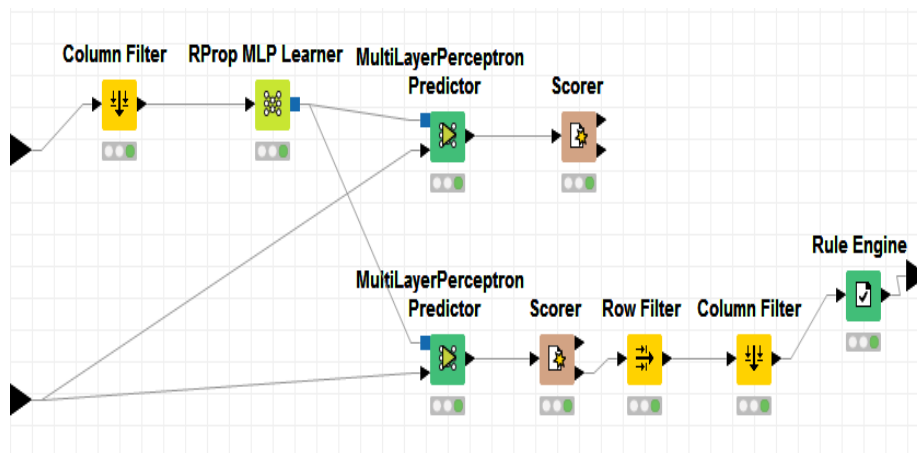 Column Filter
RProp MLP Learner
MultiLayerPerceptron
Predictor
Scorer
Rule Engine
MultiLayerPerceptron
Predictor
Scorer
Row Filter
Column Filter